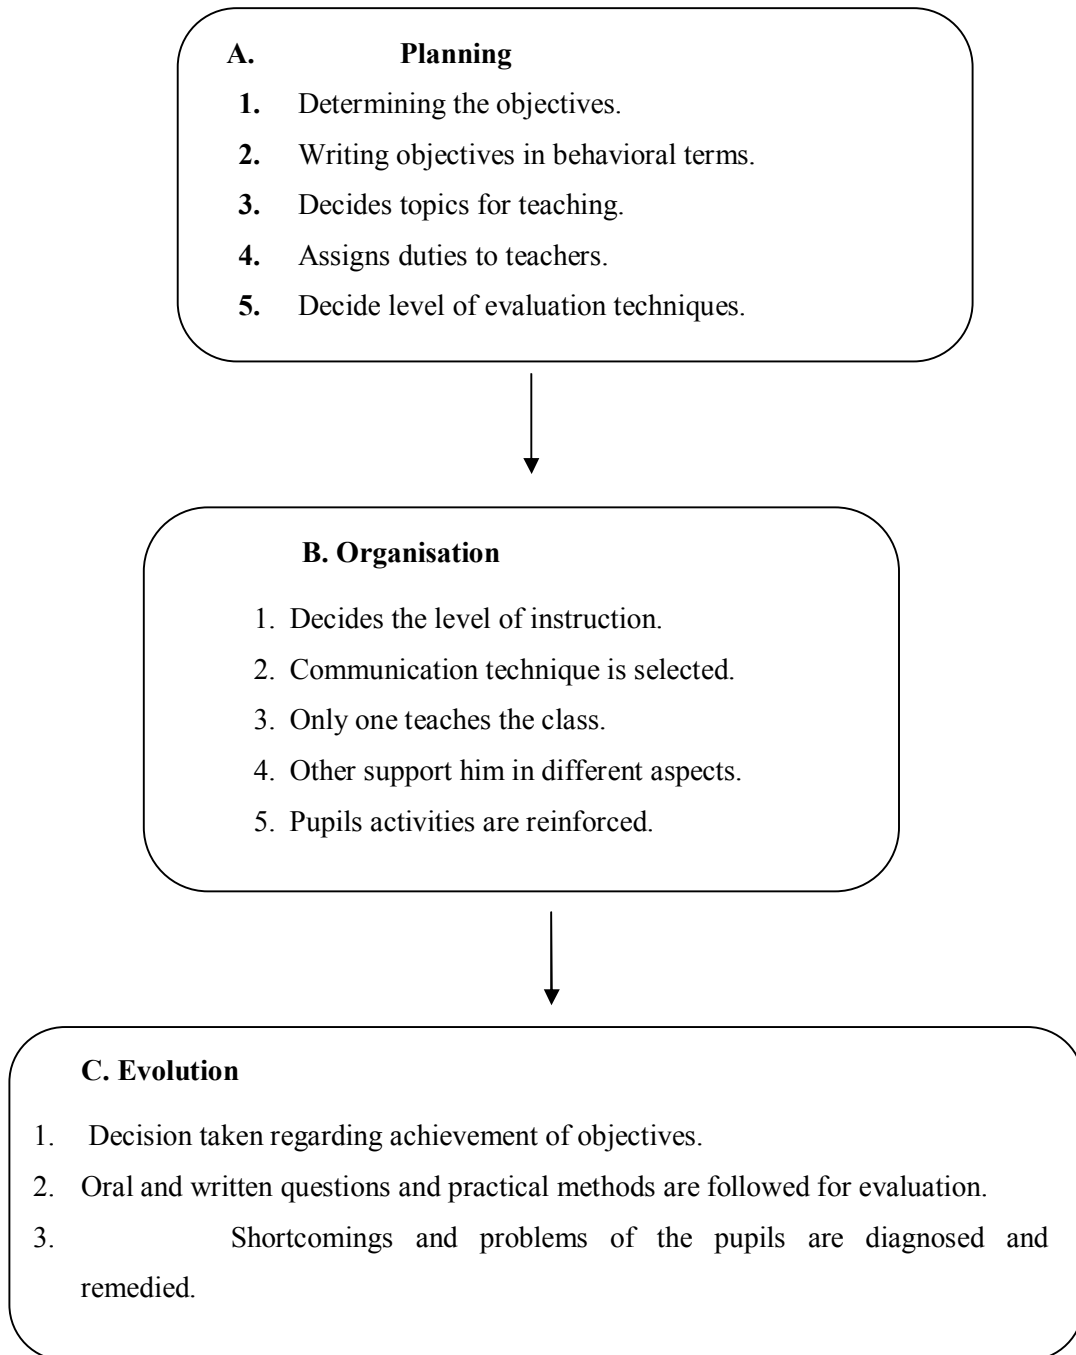 A. Planning
1. Determining the objectives.
2. Writing objectives in behavioral terms.
3. Decides topics for teaching.
4. Assigns duties to teachers.
5. Decide level of evaluation techniques.
B. Organisation
1. Decides the level of instruction.
2. Communication technique is selected.
3. Only one teaches the class.
4. Other support him in different aspects.
5. Pupils activities are reinforced.
C. Evolution
1. Decision taken regarding achievement of objectives.
2. Oral and written questions and practical methods are followed for evaluation.
3. Shortcomings and problems of the pupils are diagnosed and
remedied.